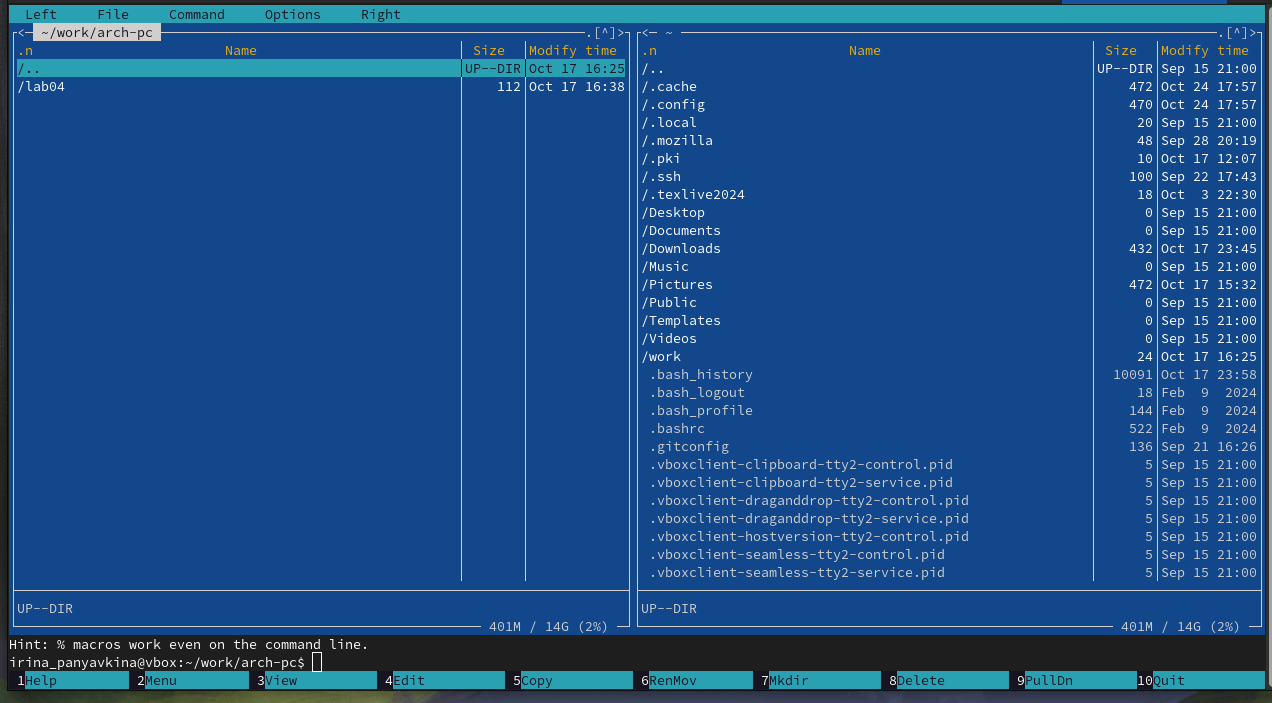 Left File Command Options Right
<─ ~/work/arch-pc ─.[^]>
.n Name Size Modify time
/.. UP--DIR Oct 17 16:25
/lab04 112 Oct 17 16:38
UP--DIR
401M / 14G (2%)
<─ ~ ─.[^]>
.n Name Size Modify time
/.. UP--DIR Sep 15 21:00
/.cache 472 Oct 24 17:57
/.config 470 Oct 24 17:57
/.local 20 Sep 15 21:00
/.mozilla 48 Sep 28 20:19
/.pki 10 Oct 17 12:07
/.ssh 100 Sep 22 17:43
/.texlive2024 18 Oct 3 22:30
/Desktop 0 Sep 15 21:00
/Documents 0 Sep 15 21:00
/Downloads 432 Oct 17 23:45
/Music 0 Sep 15 21:00
/Pictures 472 Oct 17 15:32
/Public 0 Sep 15 21:00
/Templates 0 Sep 15 21:00
/Videos 0 Sep 15 21:00
/work 24 Oct 17 16:25
.bash_history 10091 Oct 17 23:58
.bash_logout 18 Feb 9 2024
.bash_profile 144 Feb 9 2024
.bashrc 522 Feb 9 2024
.gitconfig 136 Sep 21 16:26
.vboxclient-clipboard-tty2-control.pid 5 Sep 15 21:00
.vboxclient-clipboard-tty2-service.pid 5 Sep 15 21:00
.vboxclient-draganddrop-tty2-control.pid 5 Sep 15 21:00
.vboxclient-draganddrop-tty2-service.pid 5 Sep 15 21:00
.vboxclient-hostversion-tty2-control.pid 5 Sep 15 21:00
.vboxclient-seamless-tty2-control.pid 5 Sep 15 21:00
.vboxclient-seamless-tty2-service.pid 5 Sep 15 21:00
UP--DIR
401M / 14G (2%)
Hint: % macros work even on the command line.
irina_panyavkina@vbox:~/work/arch-pc$
1Help 2Menu 3View 4Edit 5Copy 6RenMov 7Mkdir 8Delete 9PullDn 10Quit